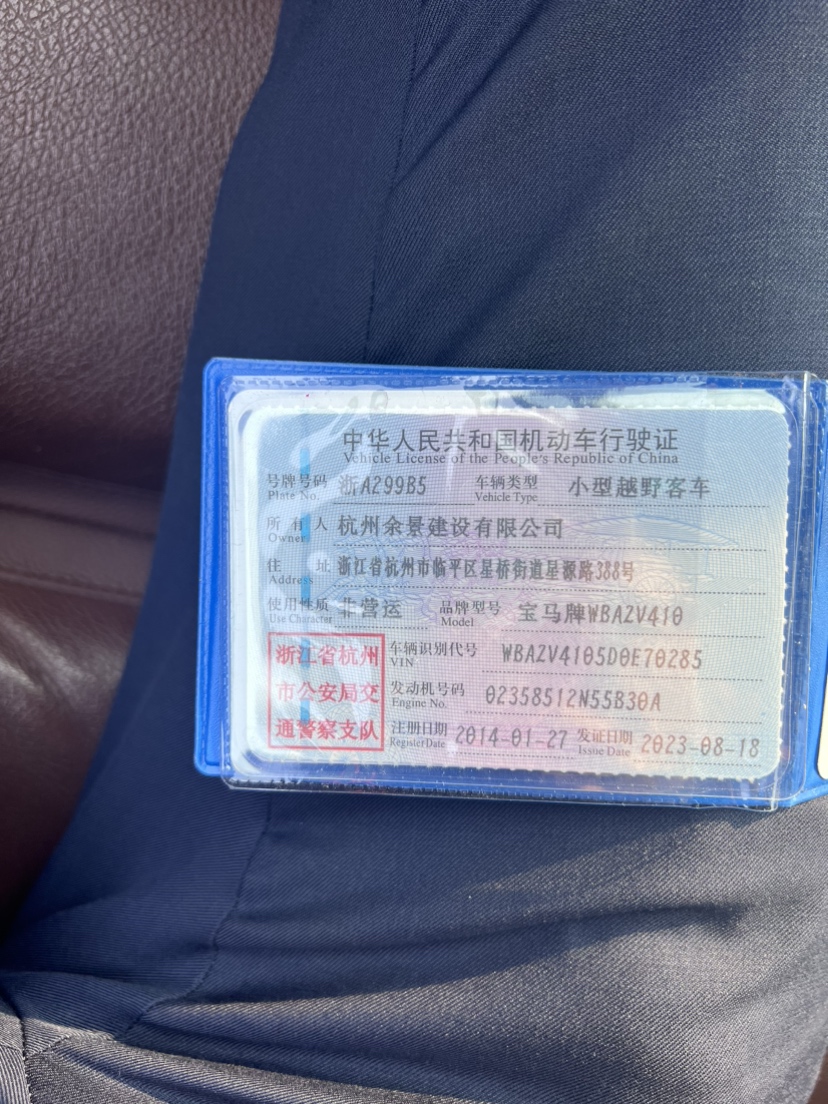 中华人民共和国机动车行驶证
Vehicle License of the People's Republic of China
号牌号码 浙A299B5 车辆类型 小型越野客车
Plate No. Vehicle Type
所有人 杭州余景建设有限公司
Owner
住址 浙江省杭州市临平区星桥街道星源路388号
Address
使用性质 非营运 品牌型号 宝马牌WBAZV410
Use Character Model
浙江省杭州
市公安局交
通警察支队
车辆识别代号 WBAZV4105D0E70285
VIN
发动机号码 02358512N55B30A
Engine No.
注册日期 2014-01-27 发证日期 2023-08-18
Register Date Issue Date